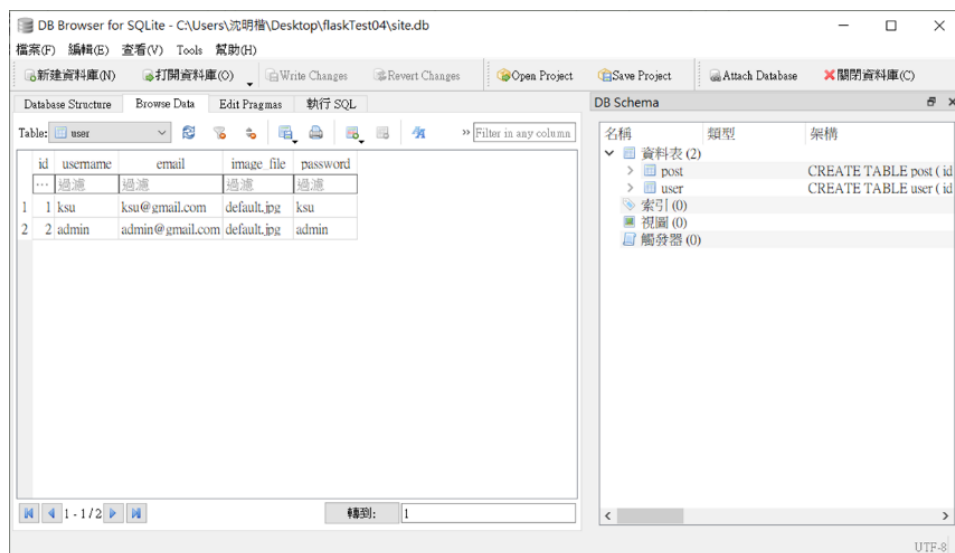 DB Browser for SQLite - C:\Users\沈明楷\Desktop\flaskTest04\site.db
檔案(F) 編輯(E) 查看(V) Tools 幫助(H)
新建資料庫(N) 打開資料庫(O) Write Changes Revert Changes Open Project Save Project Attach Database 關閉資料庫(C)
Database Structure Browse Data Edit Pragmas 執行 SQL
Table: user » Filter in any column
id username email image_file password
... 過濾 過濾 過濾 過濾
1 1 ksu ksu@gmail.com default.jpg ksu
2 2 admin admin@gmail.com default.jpg admin
1 - 1/2 轉到: 1
DB Schema
名稱 類型 架構
資料表 (2)
post CREATE TABLE post ( id
user CREATE TABLE user ( id
索引 (0)
視圖 (0)
觸發器 (0)
UTF-8